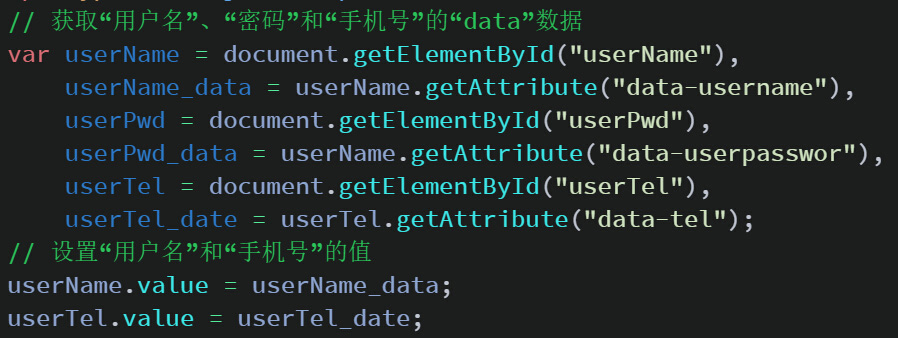 // 获取“用户名”、“密码”和“手机号”的“data”数据
var userName = document.getElementById("userName"),
    userName_data = userName.getAttribute("data-username"),
    userPwd = document.getElementById("userPwd"),
    userPwd_data = userName.getAttribute("data-userpasswor"),
    userTel = document.getElementById("userTel"),
    userTel_date = userTel.getAttribute("data-tel");
// 设置“用户名”和“手机号”的值
userName.value = userName_data;
userTel.value = userTel_date;